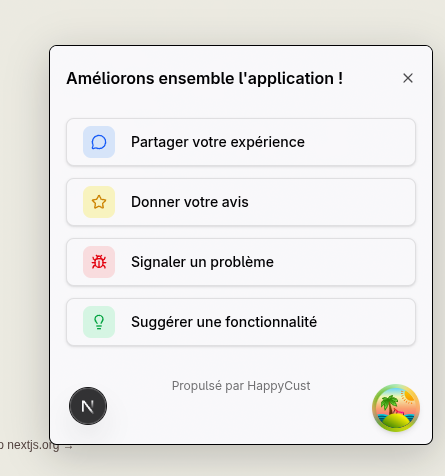 Améliorons ensemble l'application !
Partager votre expérience
Donner votre avis
Signaler un problème
Suggérer une fonctionnalité
Propulsé par HappyCust
N
nextjs.org →